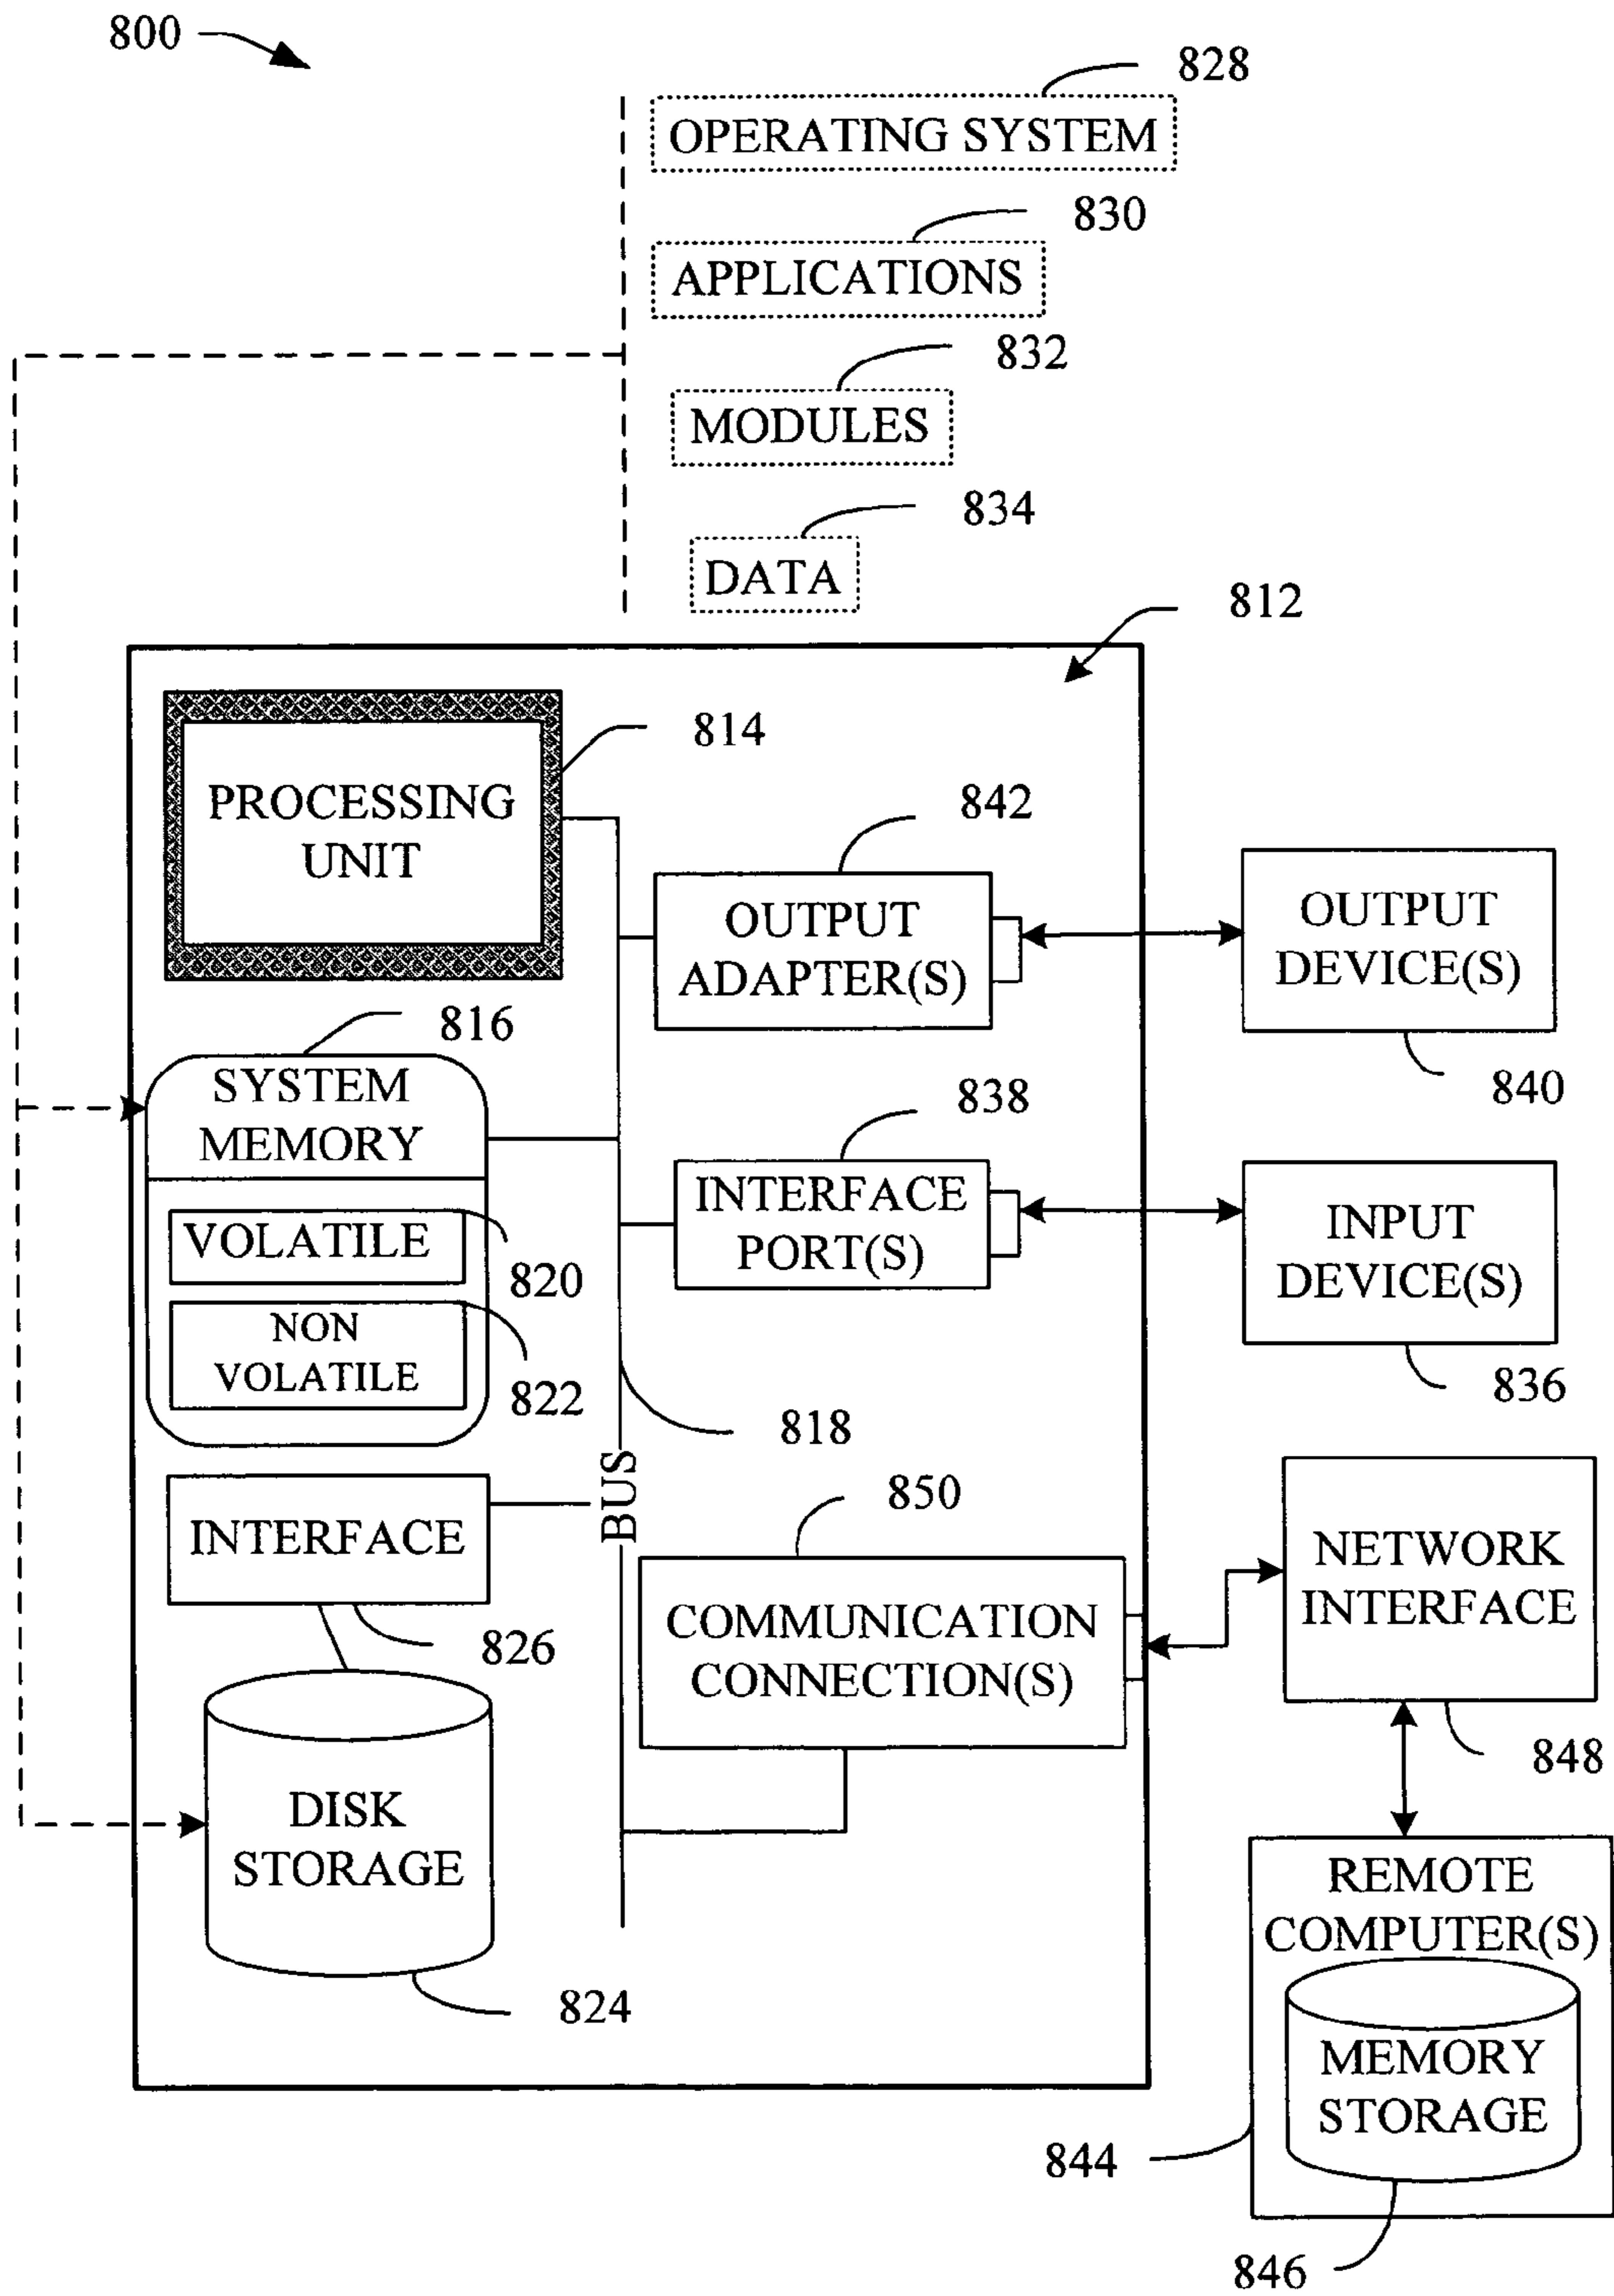 800
828
OPERATING SYSTEM
830
APPLICATIONS
832
MODULES
834
DATA
812
PROCESSING
UNIT
814
842
OUTPUT
ADAPTER(S)
OUTPUT
DEVICE(S)
840
816
SYSTEM
MEMORY
VOLATILE
820
NON
VOLATILE
822
838
INTERFACE
PORT(S)
INPUT
DEVICE(S)
836
818
BUS
INTERFACE
826
850
COMMUNICATION
CONNECTION(S)
NETWORK
INTERFACE
848
DISK
STORAGE
824
REMOTE
COMPUTER(S)
MEMORY
STORAGE
844
846